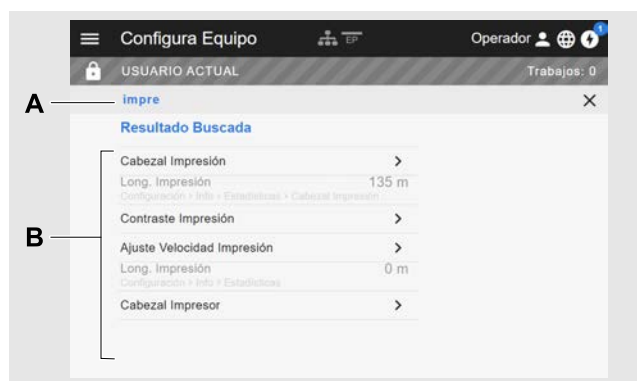 Configura Equipo EP Operador 1
USUARIO ACTUAL Trabajos: 0
A impre
Resultado Buscada
Cabezal Impresión
Long. Impresión 135 m
Configuración > Info > Estadísticas > Cabezal Impresión
Contraste Impresión
B Ajuste Velocidad Impresión
Long. Impresión 0 m
Configuración > Info > Estadísticas
Cabezal Impresor